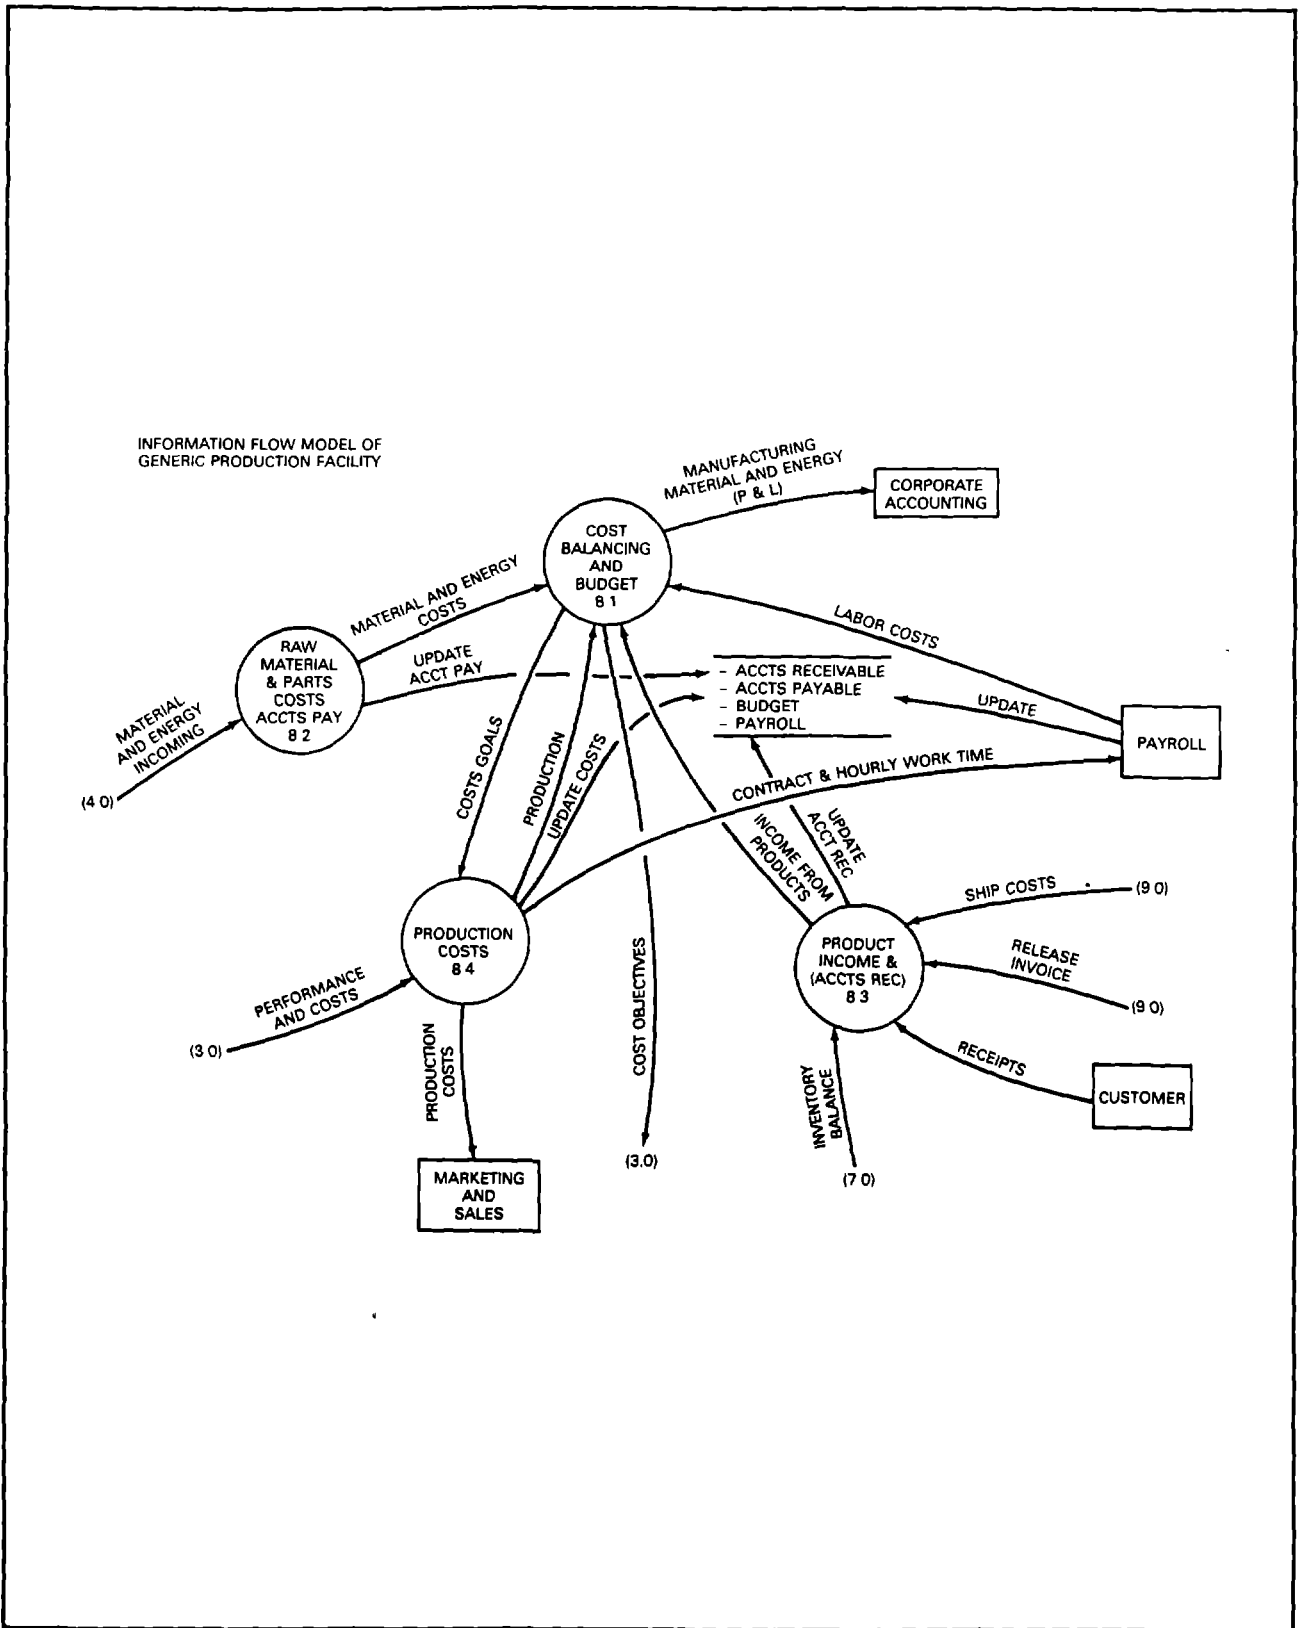 INFORMATION FLOW MODEL OF
GENERIC PRODUCTION FACILITY
MANUFACTURING
MATERIAL AND ENERGY
(P & L)
CORPORATE
ACCOUNTING
COST
BALANCING
AND
BUDGET
8 1
MATERIAL AND ENERGY
COSTS
LABOR COSTS
RAW
MATERIAL
& PARTS
COSTS
ACCTS PAY
8 2
UPDATE
ACCT PAY
- ACCTS RECEIVABLE
- ACCTS PAYABLE
- BUDGET
- PAYROLL
UPDATE
PAYROLL
MATERIAL
AND ENERGY
INCOMING
(4 0)
COSTS GOALS
PRODUCTION
UPDATE COSTS
CONTRACT & HOURLY WORK TIME
INCOME FROM
PRODUCTS
UPDATE
ACCT REC
SHIP COSTS
(9 0)
PRODUCTION
COSTS
8 4
PRODUCT
INCOME &
(ACCTS REC)
8 3
RELEASE
INVOICE
(9 0)
PERFORMANCE
AND COSTS
(3 0)
COST OBJECTIVES
(3.0)
PRODUCTION
COSTS
MARKETING
AND
SALES
RECEIPTS
CUSTOMER
INVENTORY
BALANCE
(7 0)